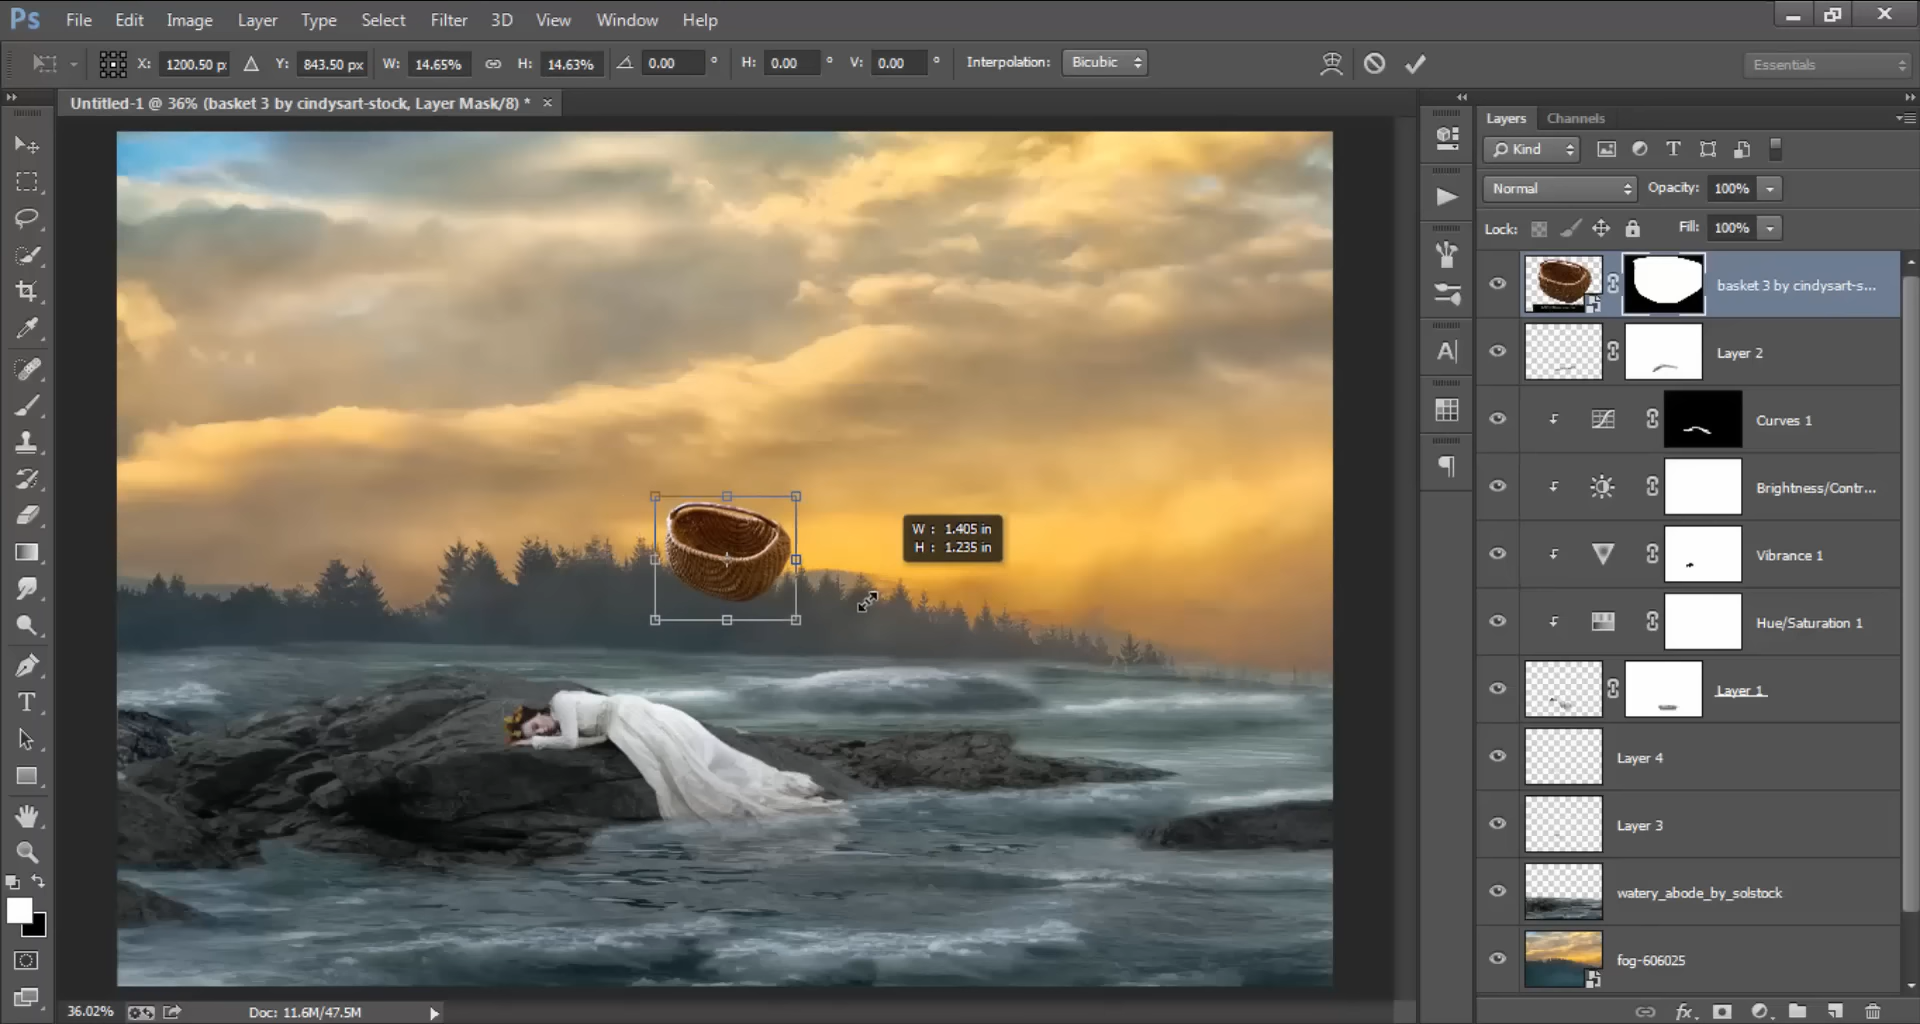 Ps File Edit Image Layer Type Select Filter 3D View Window Help
X: 1200.50 p: Y: 843.50 px W: 14.65% H: 14.63% 0.00 ° H: 0.00 ° V: 0.00 ° Interpolation: Bicubic Essentials
Untitled-1 @ 36% (basket 3 by cindysart-stock, Layer Mask/8) * ×
Layers Channels
Kind
Normal Opacity: 100%
Lock: Fill: 100%
basket 3 by cindysart-s...
Layer 2
Curves 1
Brightness/Contr...
Vibrance 1
Hue/Saturation 1
Layer 1
Layer 4
Layer 3
watery_abode_by_solstock
fog-606025
W : 1.405 in
H : 1.235 in
36.02% Doc: 11.6M/47.5M